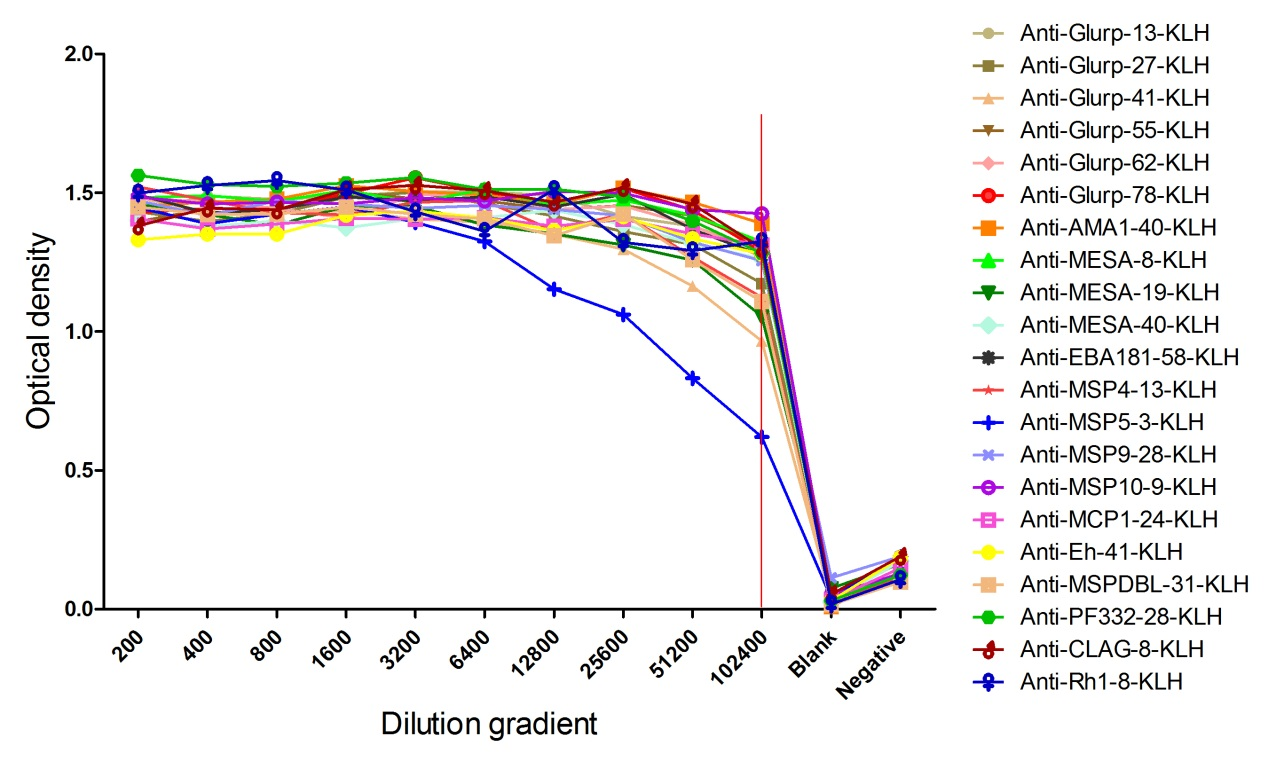 2.0
1.5
1.0
0.5
0.0
Optical density
200
400
800
1600
3200
6400
12800
25600
51200
102400
Blank
Negative
Dilution gradient
Anti-Glurp-13-KLH
Anti-Glurp-27-KLH
Anti-Glurp-41-KLH
Anti-Glurp-55-KLH
Anti-Glurp-62-KLH
Anti-Glurp-78-KLH
Anti-AMA1-40-KLH
Anti-MESA-8-KLH
Anti-MESA-19-KLH
Anti-MESA-40-KLH
Anti-EBA181-58-KLH
Anti-MSP4-13-KLH
Anti-MSP5-3-KLH
Anti-MSP9-28-KLH
Anti-MSP10-9-KLH
Anti-MCP1-24-KLH
Anti-Eh-41-KLH
Anti-MSPDBL-31-KLH
Anti-PF332-28-KLH
Anti-CLAG-8-KLH
Anti-Rh1-8-KLH